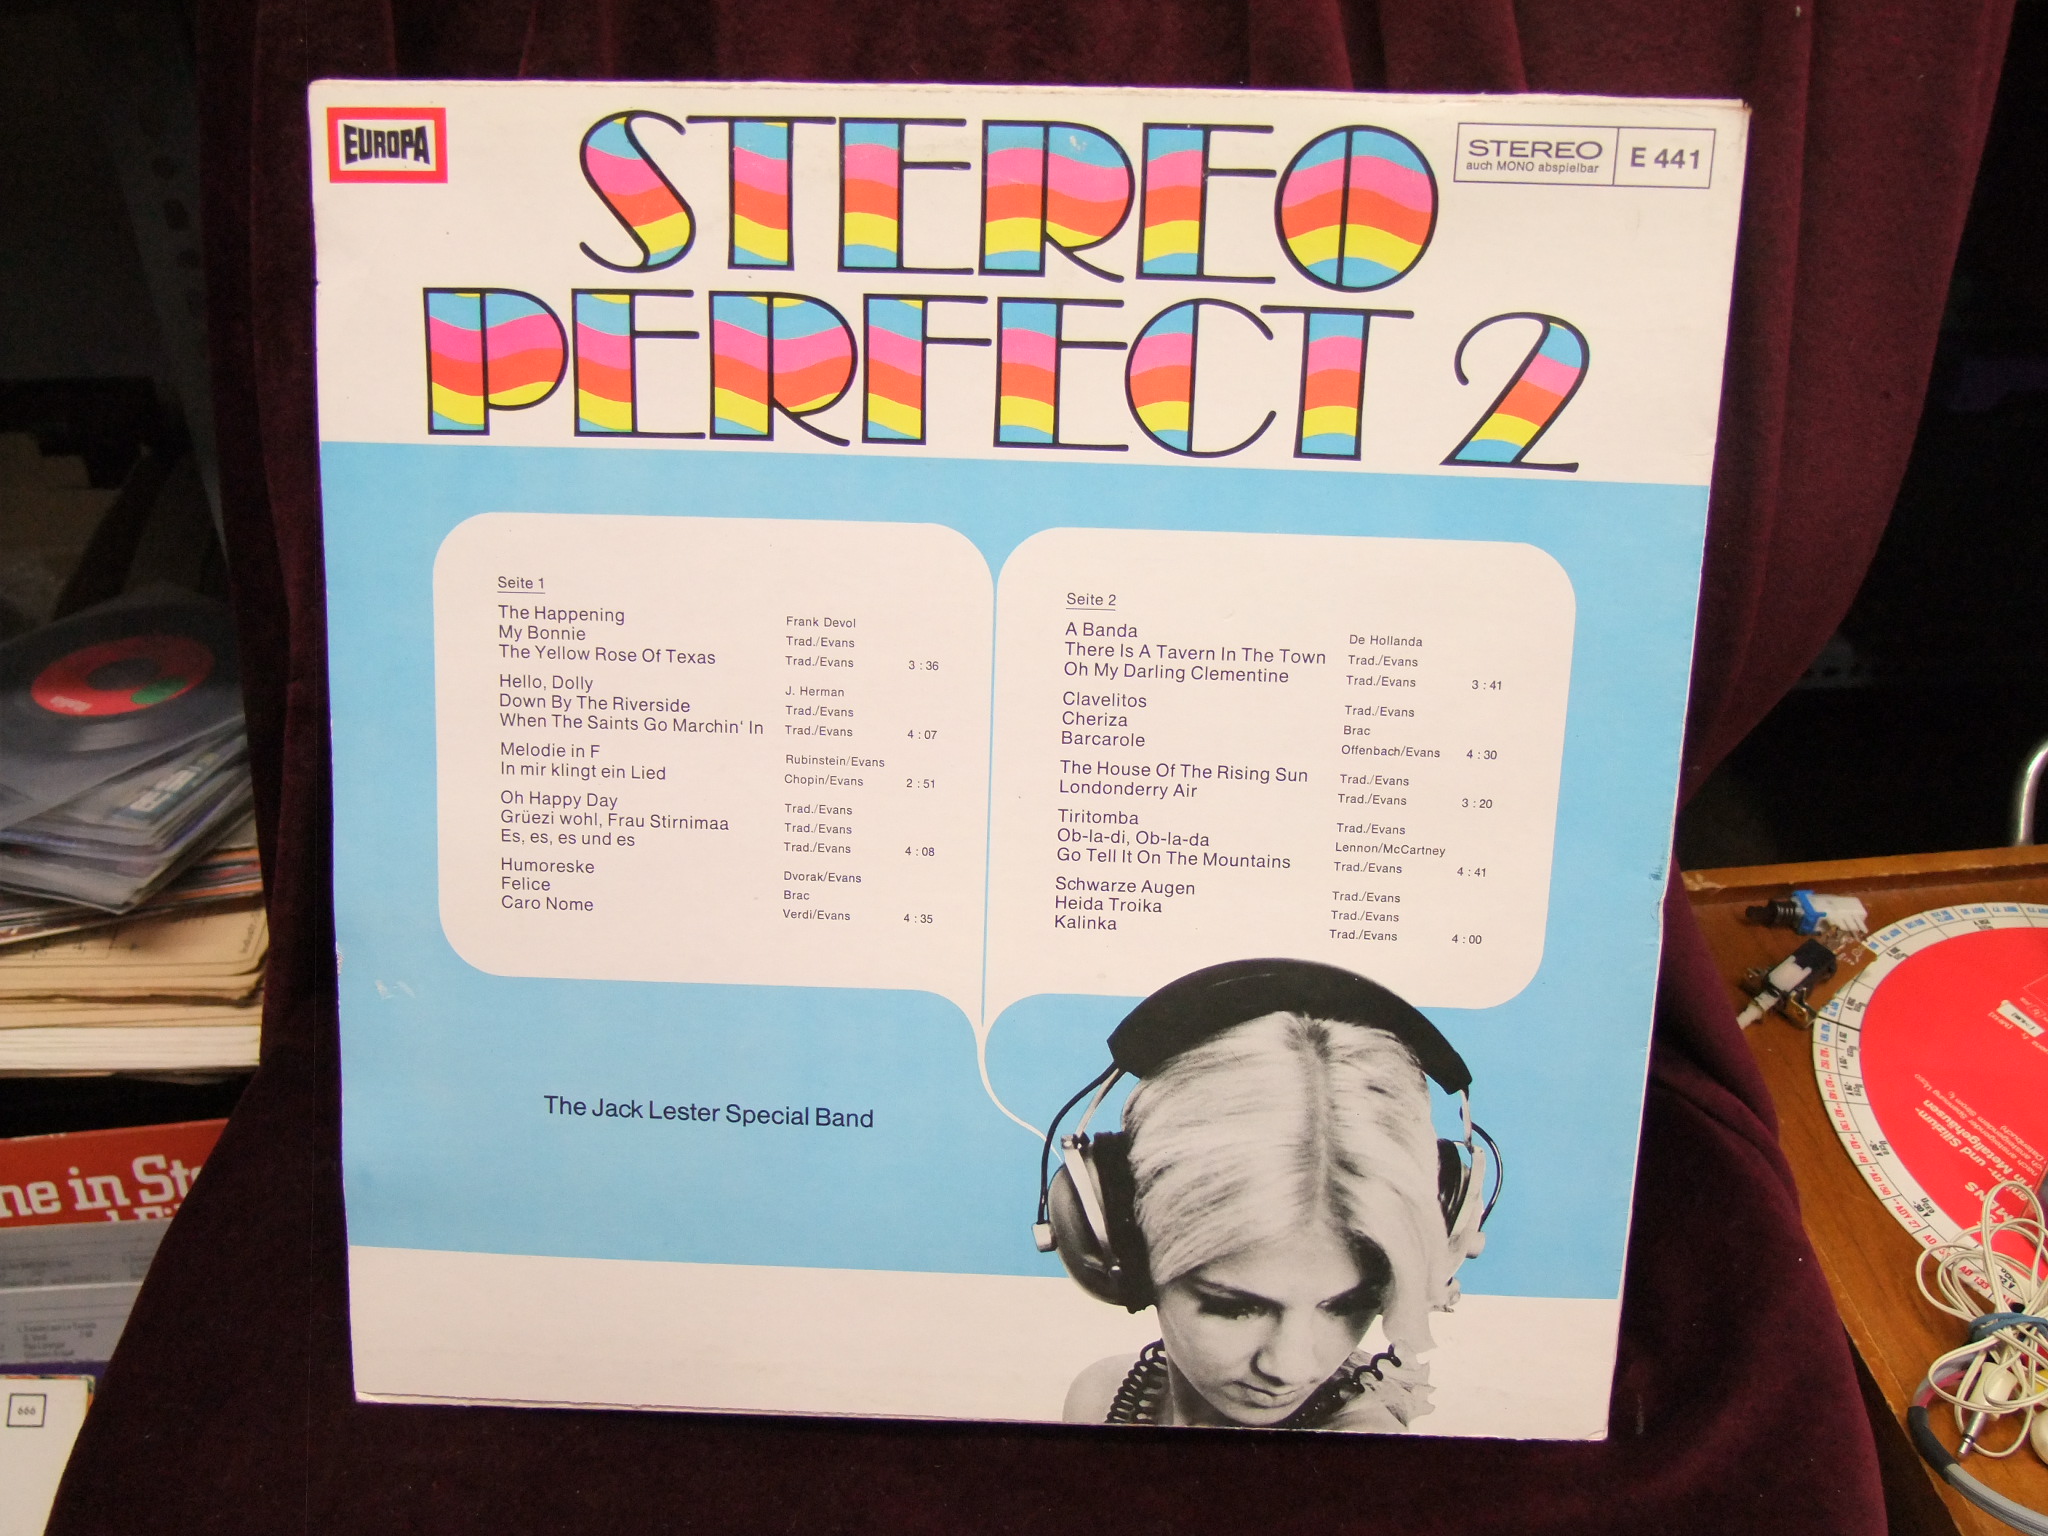 EUROPA
STEREO
PERFECT 2
STEREO
auch MONO abspielbar
E 441
Seite 1
The Happening Frank Devol
My Bonnie Trad./Evans
The Yellow Rose Of Texas Trad./Evans 3 : 36
Hello, Dolly J. Herman
Down By The Riverside Trad./Evans
When The Saints Go Marchin' In Trad./Evans 4 : 07
Melodie in F Rubinstein/Evans
In mir klingt ein Lied Chopin/Evans 2 : 51
Oh Happy Day Trad./Evans
Grüezi wohl, Frau Stirnimaa Trad./Evans
Es, es, es und es Trad./Evans 4 : 08
Humoreske Dvorak/Evans
Felice Brac
Caro Nome Verdi/Evans 4 : 35
Seite 2
A Banda De Hollanda
There Is A Tavern In The Town Trad./Evans
Oh My Darling Clementine Trad./Evans 3 : 41
Clavelitos Trad./Evans
Cheriza Brac
Barcarole Offenbach/Evans 4 : 30
The House Of The Rising Sun Trad./Evans
Londonderry Air Trad./Evans 3 : 20
Tiritomba Trad./Evans
Ob-la-di, Ob-la-da Lennon/McCartney
Go Tell It On The Mountains Trad./Evans 4 : 41
Schwarze Augen Trad./Evans
Heida Troika Trad./Evans
Kalinka Trad./Evans 4 : 00
The Jack Lester Special Band
ne in Ste
666